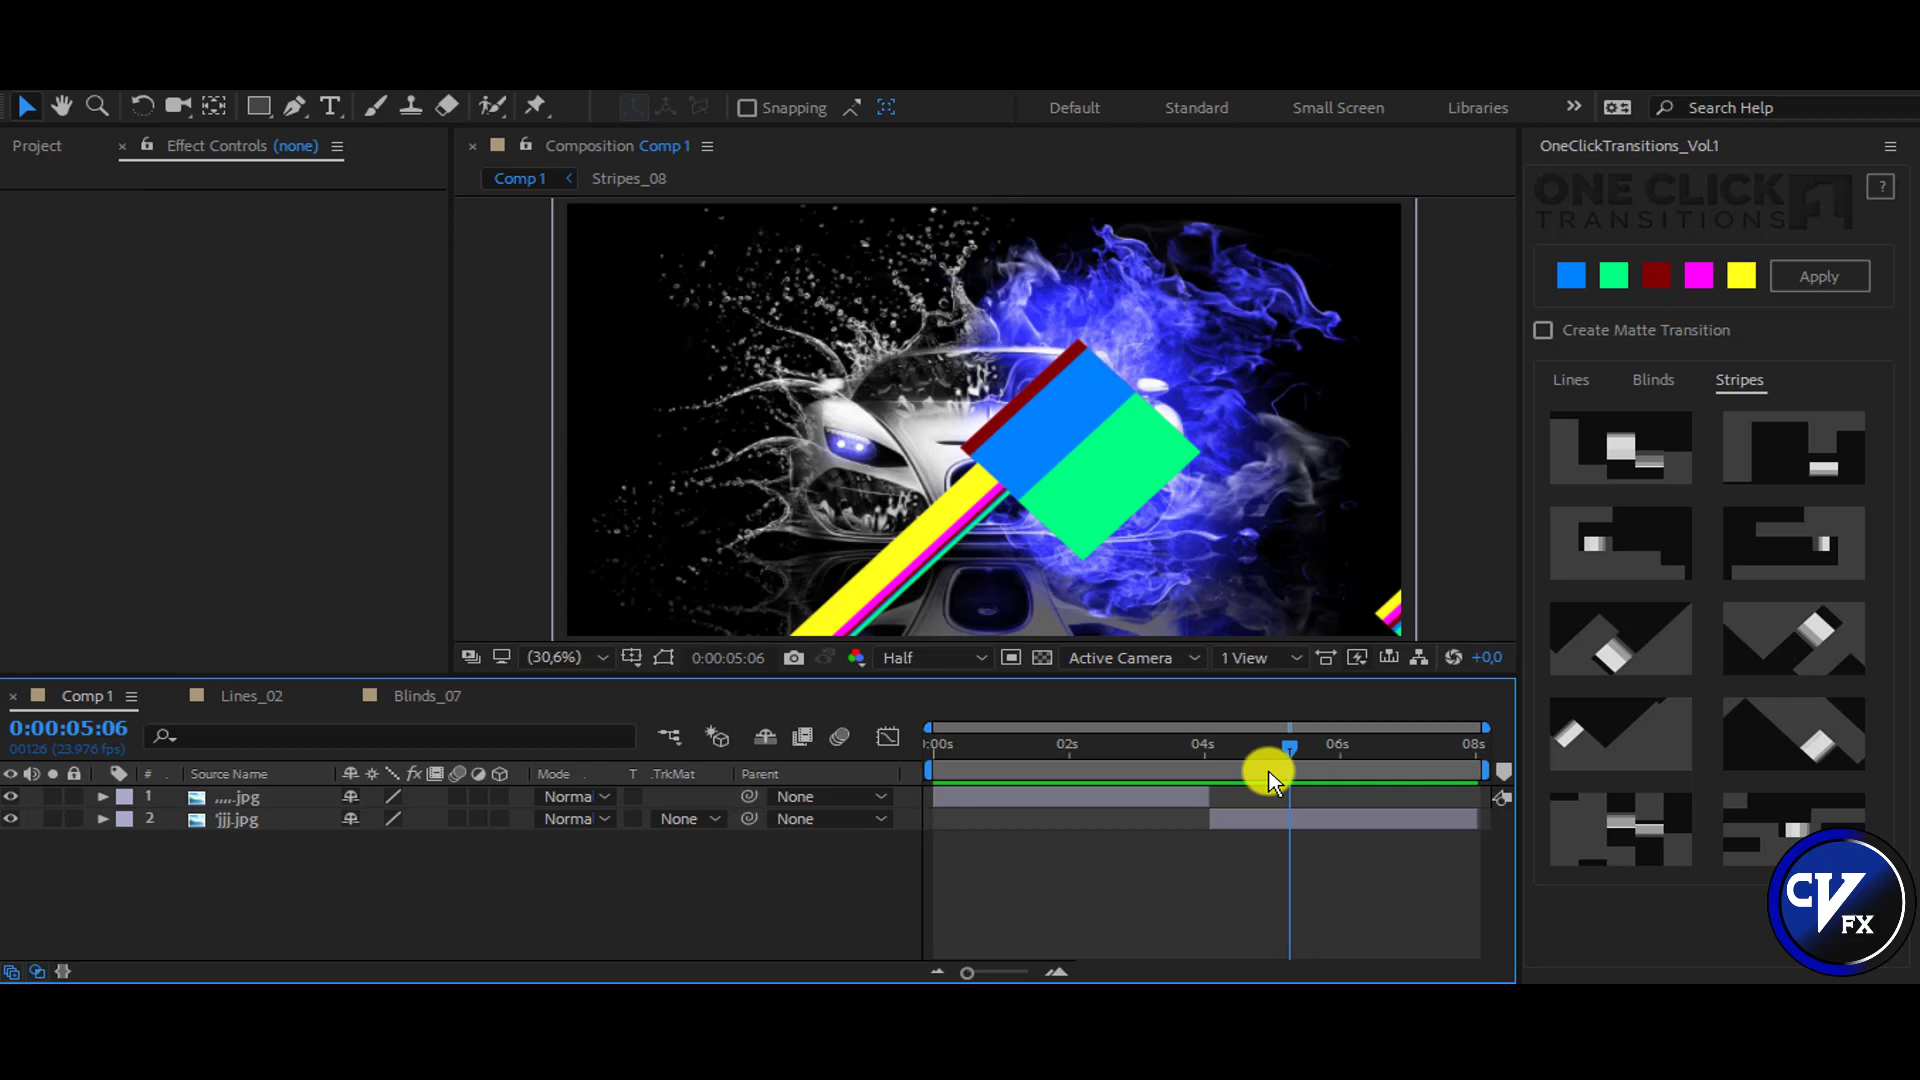 Snapping
Default
Standard
Small Screen
Libraries
Search Help
Project
Effect Controls (none)
Composition Comp 1
OneClickTransitions_Vol.1
Comp 1
Stripes_08
ONE CLICK
TRANSITIONS
?
Apply
Create Matte Transition
Lines
Blinds
Stripes
(30,6%)
0:00:05:06
Half
Active Camera
1 View
+0,0
Comp 1
Lines_02
Blinds_07
0:00:05:06
00126 (23.976 fps)
:00s
02s
04s
06s
08s
#
Source Name
fx
Mode
T
.TrkMat
Parent
1
,,,,.jpg
Norma
None
2
'jjj.jpg
Norma
None
None
CV
FX